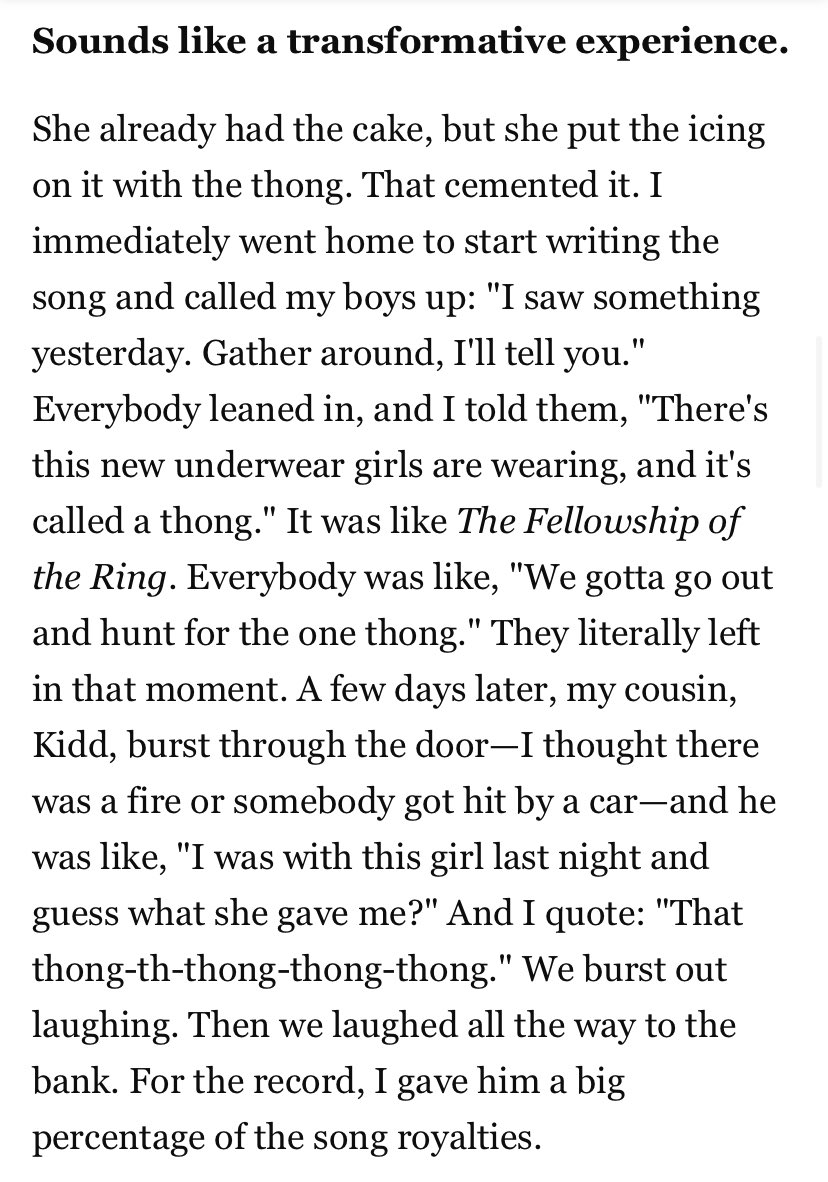 Sounds like a transformative experience.
She already had the cake, but she put the icing
on it with the thong. That cemented it. I
immediately went home to start writing the
song and called my boys up: "I saw something
yesterday. Gather around, I'll tell you."
Everybody leaned in, and I told them, "There's
this new underwear girls are wearing, and it's
called a thong." It was like The Fellowship of
the Ring. Everybody was like, "We gotta go out
and hunt for the one thong." They literally left
in that moment. A few days later, my cousin,
Kidd, burst through the door—I thought there
was a fire or somebody got hit by a car—and he
was like, "I was with this girl last night and
guess what she gave me?" And I quote: "That
thong-th-thong-thong-thong." We burst out
laughing. Then we laughed all the way to the
bank. For the record, I gave him a big
percentage of the song royalties.